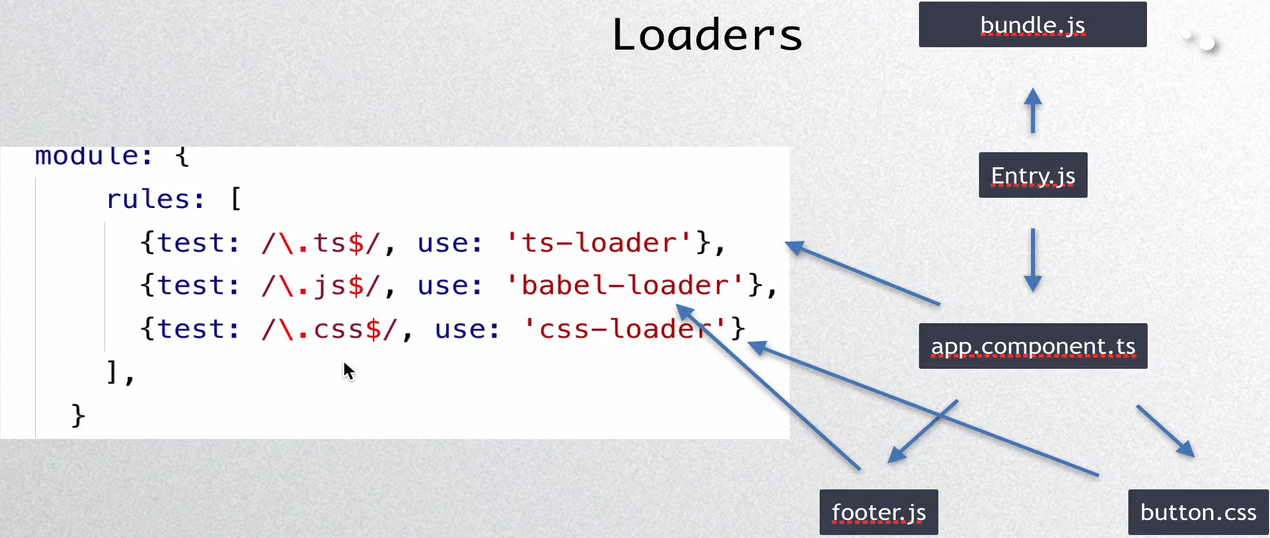 Loaders
module: {
rules: [
{test: /\.ts$/, use: 'ts-loader'},
{test: /\.js$/, use: 'babel-loader'},
{test: /\.css$/, use: 'css-loader'}
],
}
bundle.js
Entry.js
app.component.ts
footer.js
button.css